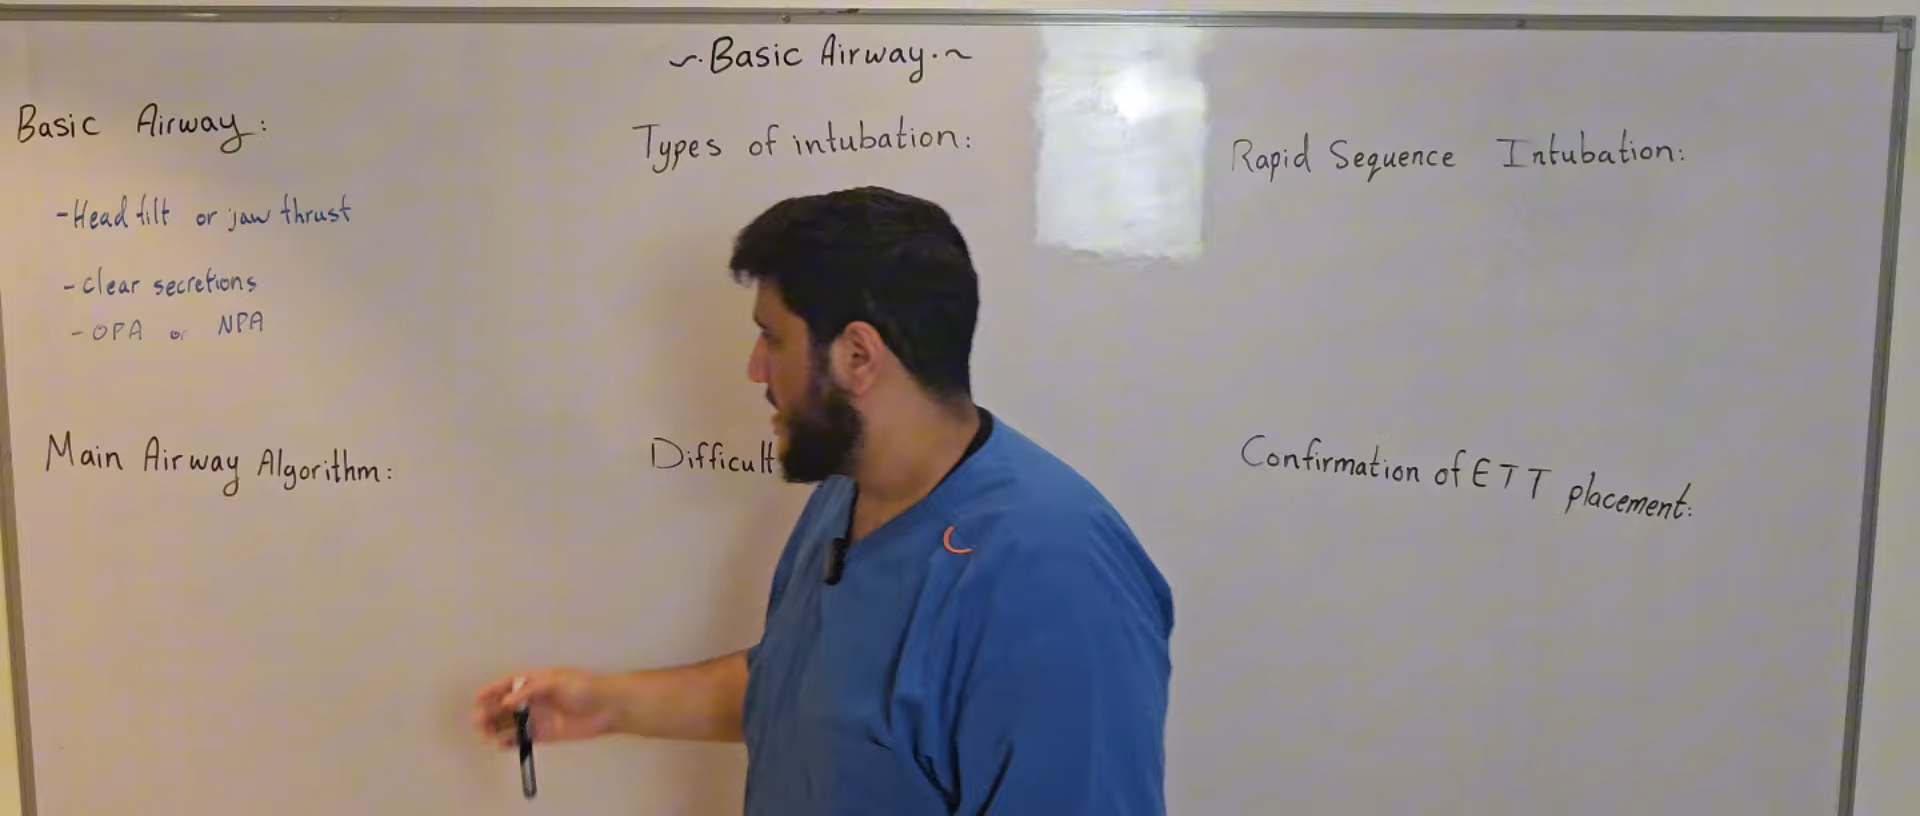 ~·Basic Airway·~
Basic Airway:
-Head tilt or jaw thrust
-clear secretions
-OPA or NPA
Types of intubation:
Rapid Sequence Intubation:
Main Airway Algorithm:
Difficult
Confirmation of ETT placement: